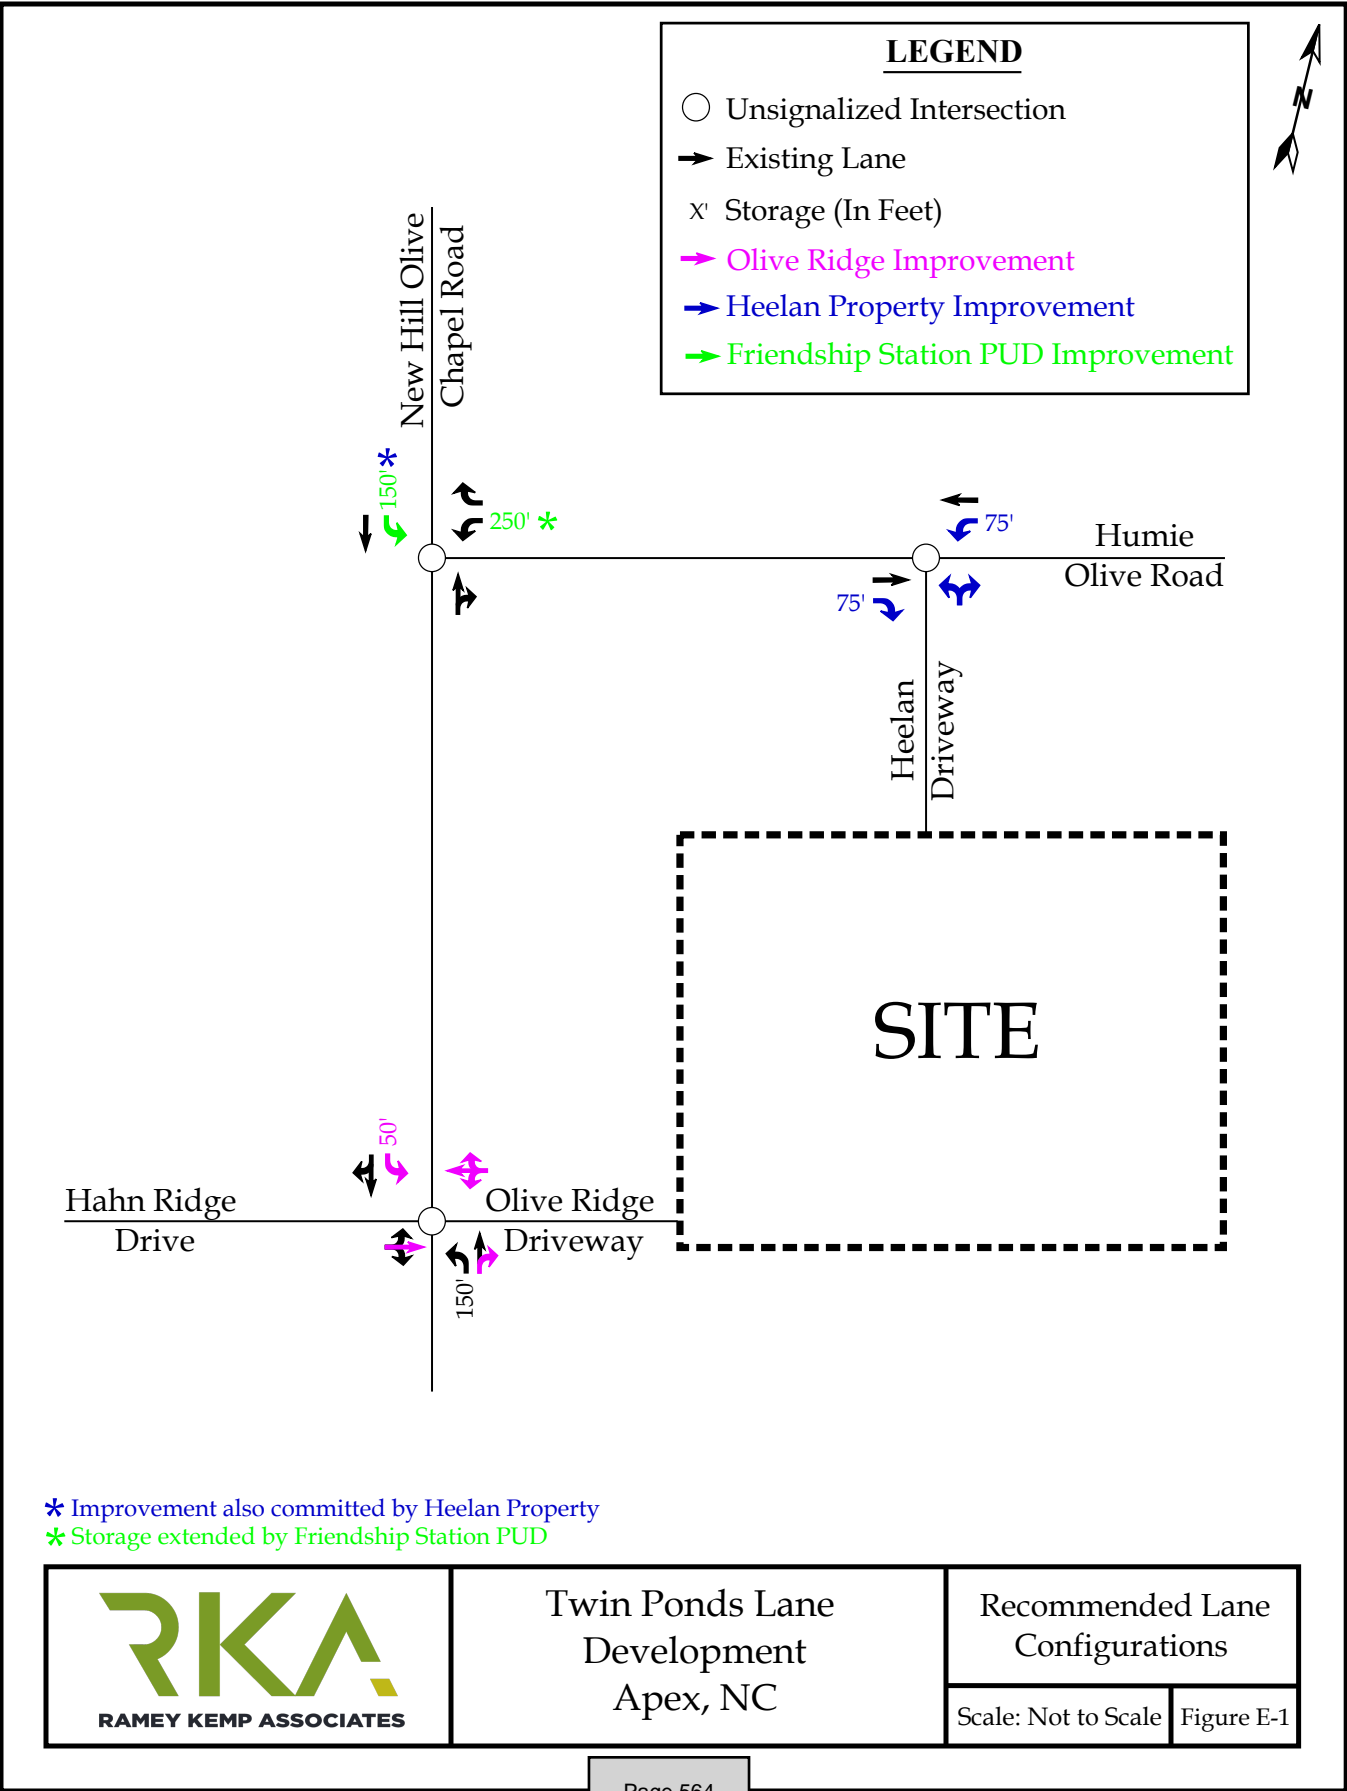 LEGEND
Unsignalized Intersection
Existing Lane
X' Storage (In Feet)
Olive Ridge Improvement
Heelan Property Improvement
Friendship Station PUD Improvement
N
New Hill Olive
Chapel Road
150'*
250' *
75'
Humie
Olive Road
75'
Heelan
Driveway
SITE
50'
Hahn Ridge
Drive
Olive Ridge
Driveway
150'
* Improvement also committed by Heelan Property
* Storage extended by Friendship Station PUD
RKA
RAMEY KEMP ASSOCIATES
Twin Ponds Lane
Development
Apex, NC
Recommended Lane
Configurations
Scale: Not to Scale
Figure E-1
Page 564